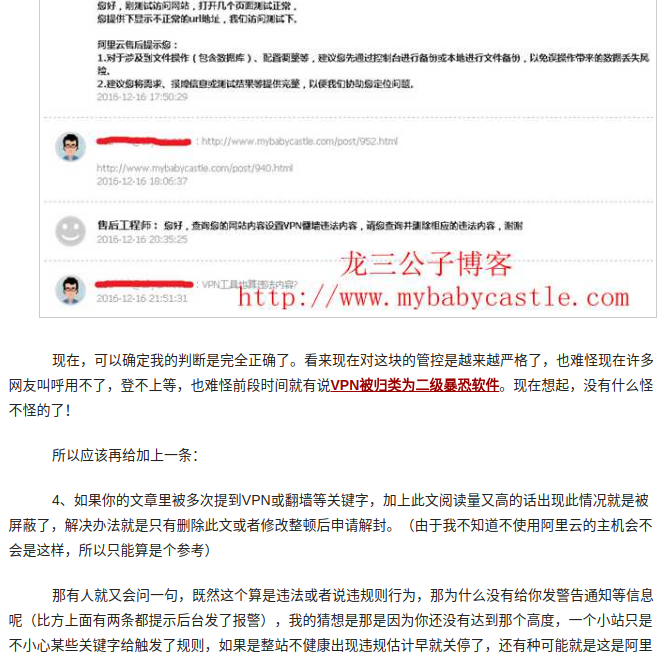 您好，刚测试访问网站，打开几个页面测试正常，
您提供下显示不正常的url地址，我们访问测试下。
阿里云售后提示您：
1.对于涉及到文件操作（包含数据库）、配置调整等，建议您先通过控制台进行备份或本地进行文件备份，以免误操作带来的数据丢失风
险。
2.建议您将需求、报错信息或测试结果等提供完整，以便我们协助您定位问题。
2016-12-16 17:50:29
：http://www.mybabycastle.com/post/952.html
http://www.mybabycastle.com/post/940.html
2016-12-16 18:06:37
售后工程师： 您好，查询您的网站内容设置VPN翻墙违法内容，请您查询并删除相应的违法内容，谢谢
2016-12-16 20:35:25
：VPN工具也算违法内容?
2016-12-16 21:51:31
龙三公子博客
http://www.mybabycastle.com
现在，可以确定我的判断是完全正确了。看来现在对这块的管控是越来越严格了，也难怪现在许多
网友叫呼用不了，登不上等，也难怪前段时间就有说VPN被归类为二级暴恐软件。现在想起，没有什么怪
不怪的了！
所以应该再给加上一条：
4、如果你的文章里被多次提到VPN或翻墙等关键字，加上此文阅读量又高的话出现此情况就是被
屏蔽了，解决办法就是只有删除此文或者修改整顿后申请解封。（由于我不知道不使用阿里云的主机会不
会是这样，所以只能算是个参考）
那有人就又会问一句，既然这个算是违法或者说违规则行为，那为什么没有给你发警告通知等信息
呢（比方上面有两条都提示后台发了报警），我的猜想是那是因为你还没有达到那个高度，一个小站只是
不小心某些关键字给触发了规则，如果是整站不健康出现违规估计早就关停了，还有种可能就是这是阿里